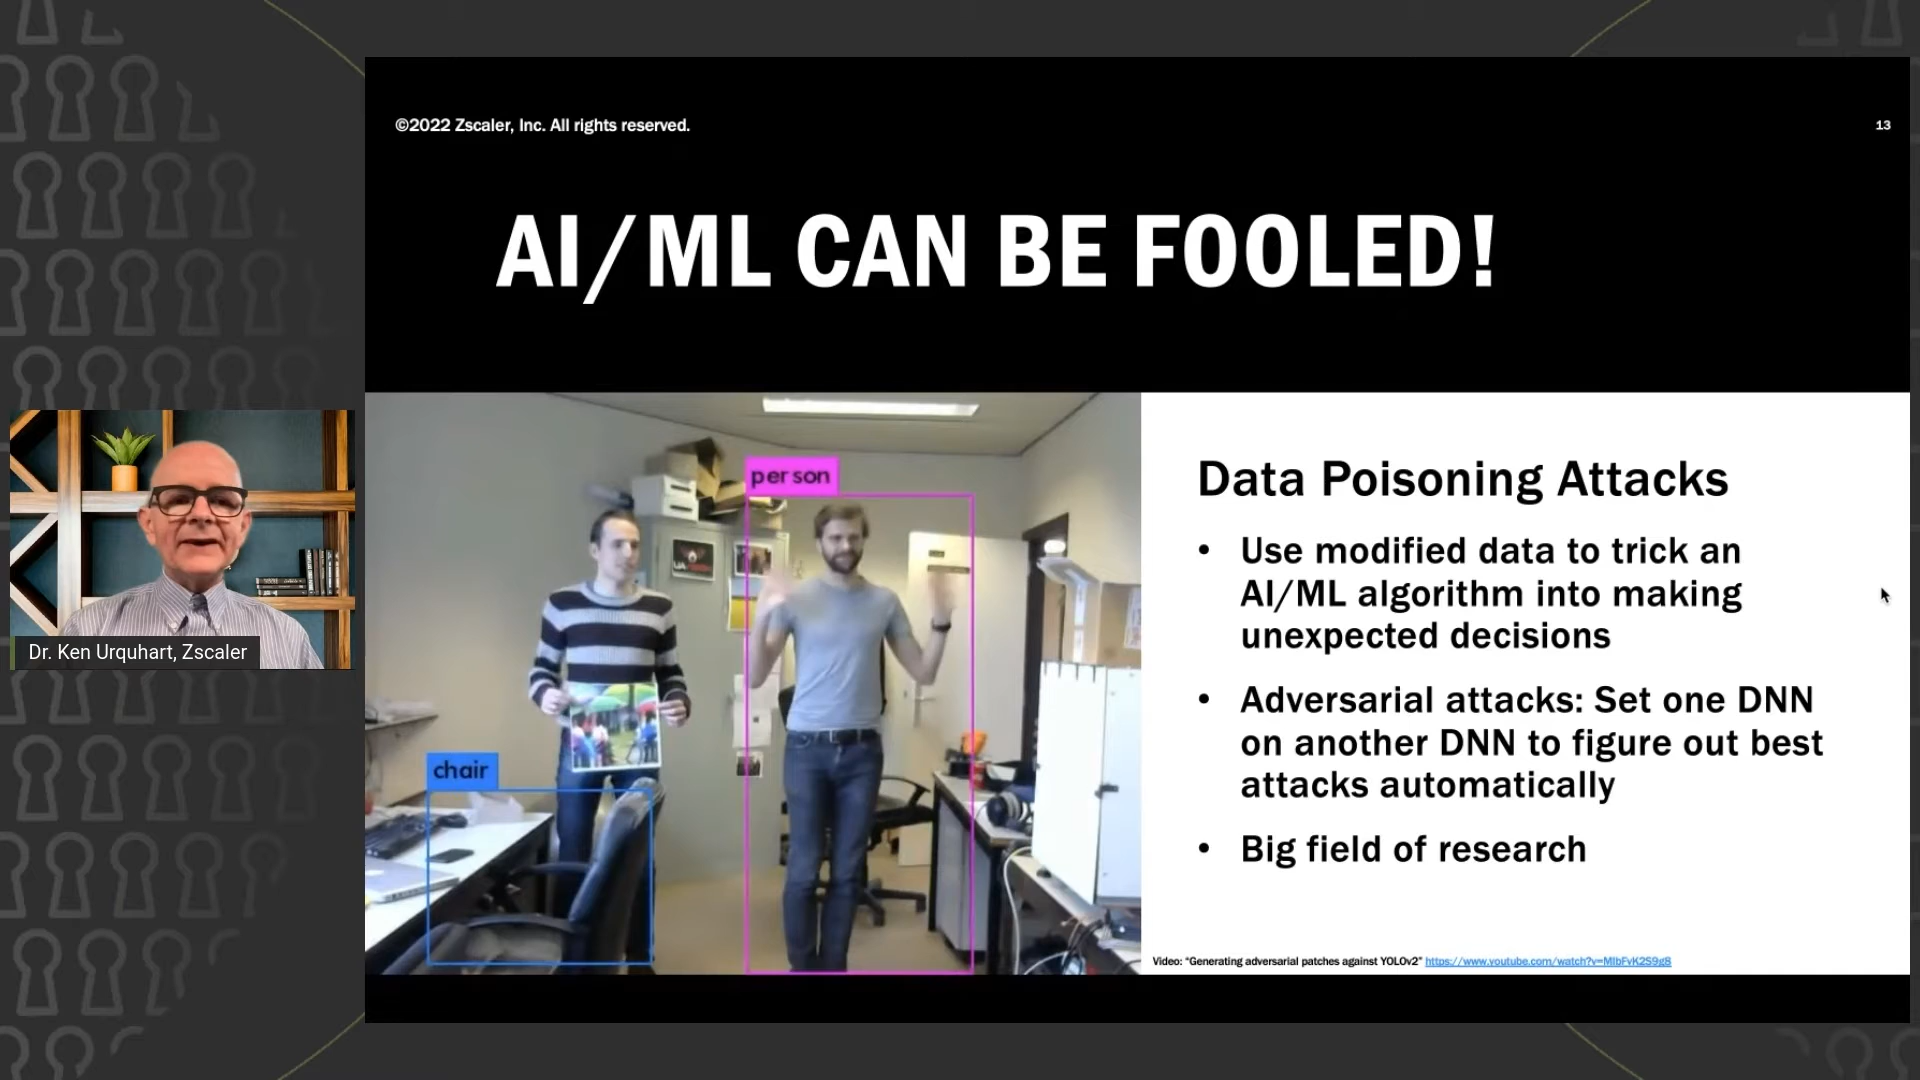 ©2022 Zscaler, Inc. All rights reserved.
13
AI/ML CAN BE FOOLED!
person
chair
Data Poisoning Attacks
• Use modified data to trick an
AI/ML algorithm into making
unexpected decisions
• Adversarial attacks: Set one DNN
on another DNN to figure out best
attacks automatically
• Big field of research
Video: “Generating adversarial patches against YOLOv2” https://www.youtube.com/watch?v=MIbFvK2S9g8
Dr. Ken Urquhart, Zscaler